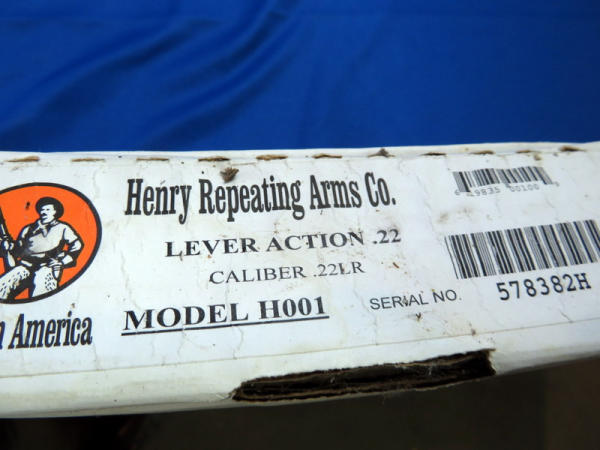 Henry Repeating Arms Co.
LEVER ACTION .22
CALIBER .22LR
MODEL H001
America
SERIAL NO. 578382H